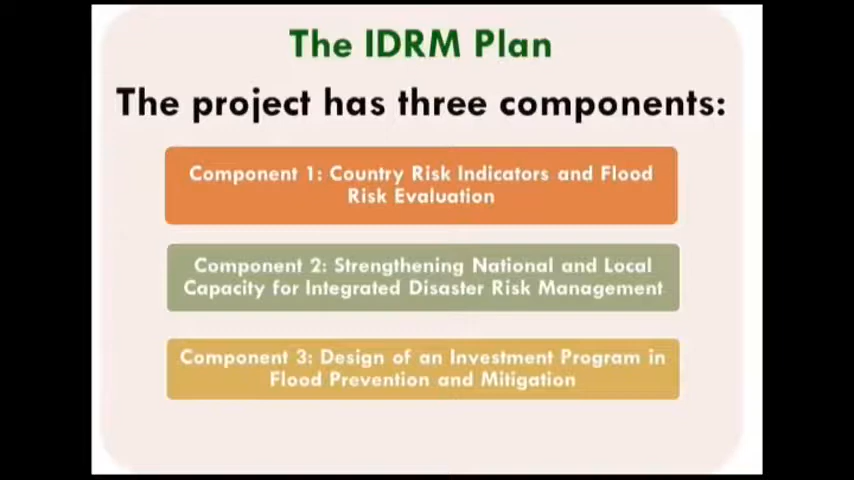 The IDRM Plan
The project has three components:
Component 1: Country Risk Indicators and Flood
Risk Evaluation
Component 2: Strengthening National and Local
Capacity for Integrated Disaster Risk Management
Component 3: Design of an Investment Program in
Flood Prevention and Mitigation